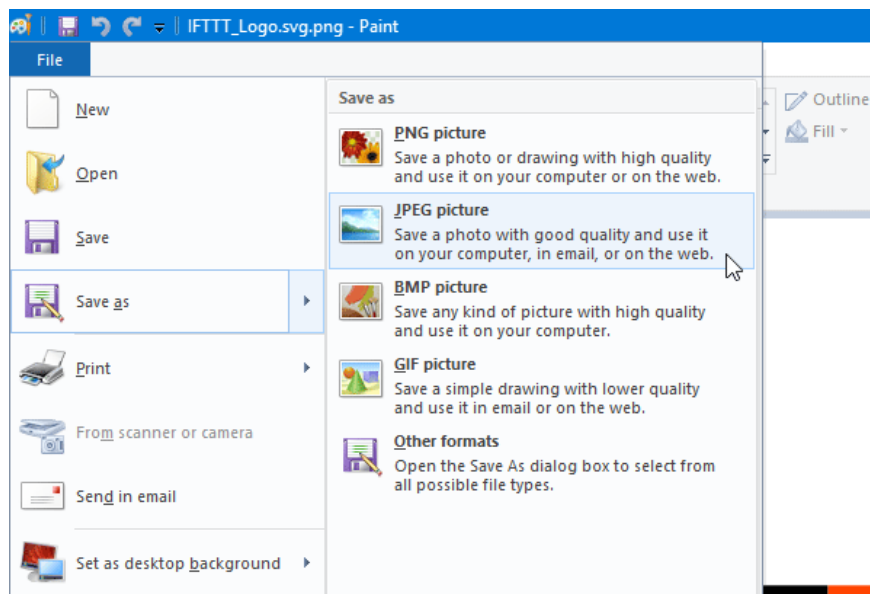 IFTTT_Logo.svg.png - Paint
File
New
Open
Save
Save as
Print
From scanner or camera
Send in email
Set as desktop background
Save as
PNG picture
Save a photo or drawing with high quality
and use it on your computer or on the web.
JPEG picture
Save a photo with good quality and use it
on your computer, in email, or on the web.
BMP picture
Save any kind of picture with high quality
and use it on your computer.
GIF picture
Save a simple drawing with lower quality
and use it in email or on the web.
Other formats
Open the Save As dialog box to select from
all possible file types.
Outline
Fill